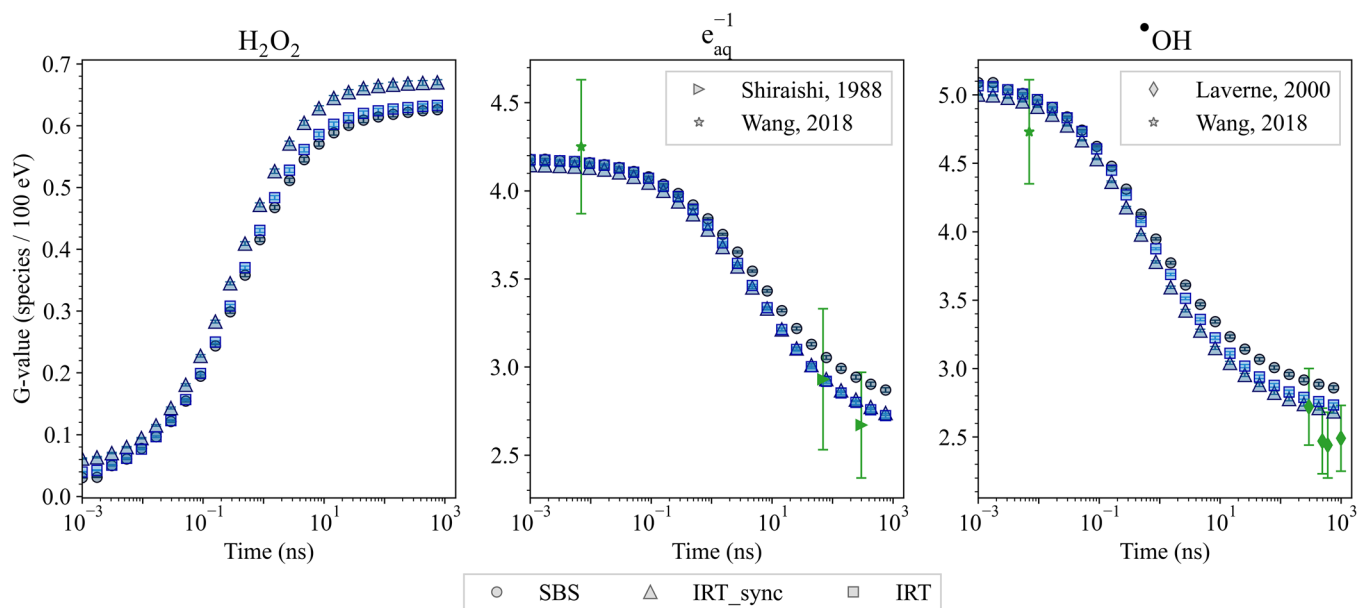 H₂O₂
e⁻¹aq
•OH
G-value (species / 100 eV)
0.7
0.6
0.5
0.4
0.3
0.2
0.1
0.0
10⁻³ 10⁻¹ 10¹ 10³
Time (ns)
4.5
4.0
3.5
3.0
2.5
Shiraishi, 1988
Wang, 2018
10⁻³ 10⁻¹ 10¹ 10³
Time (ns)
5.0
4.5
4.0
3.5
3.0
2.5
Laverne, 2000
Wang, 2018
10⁻³ 10⁻¹ 10¹ 10³
Time (ns)
SBS IRT_sync IRT